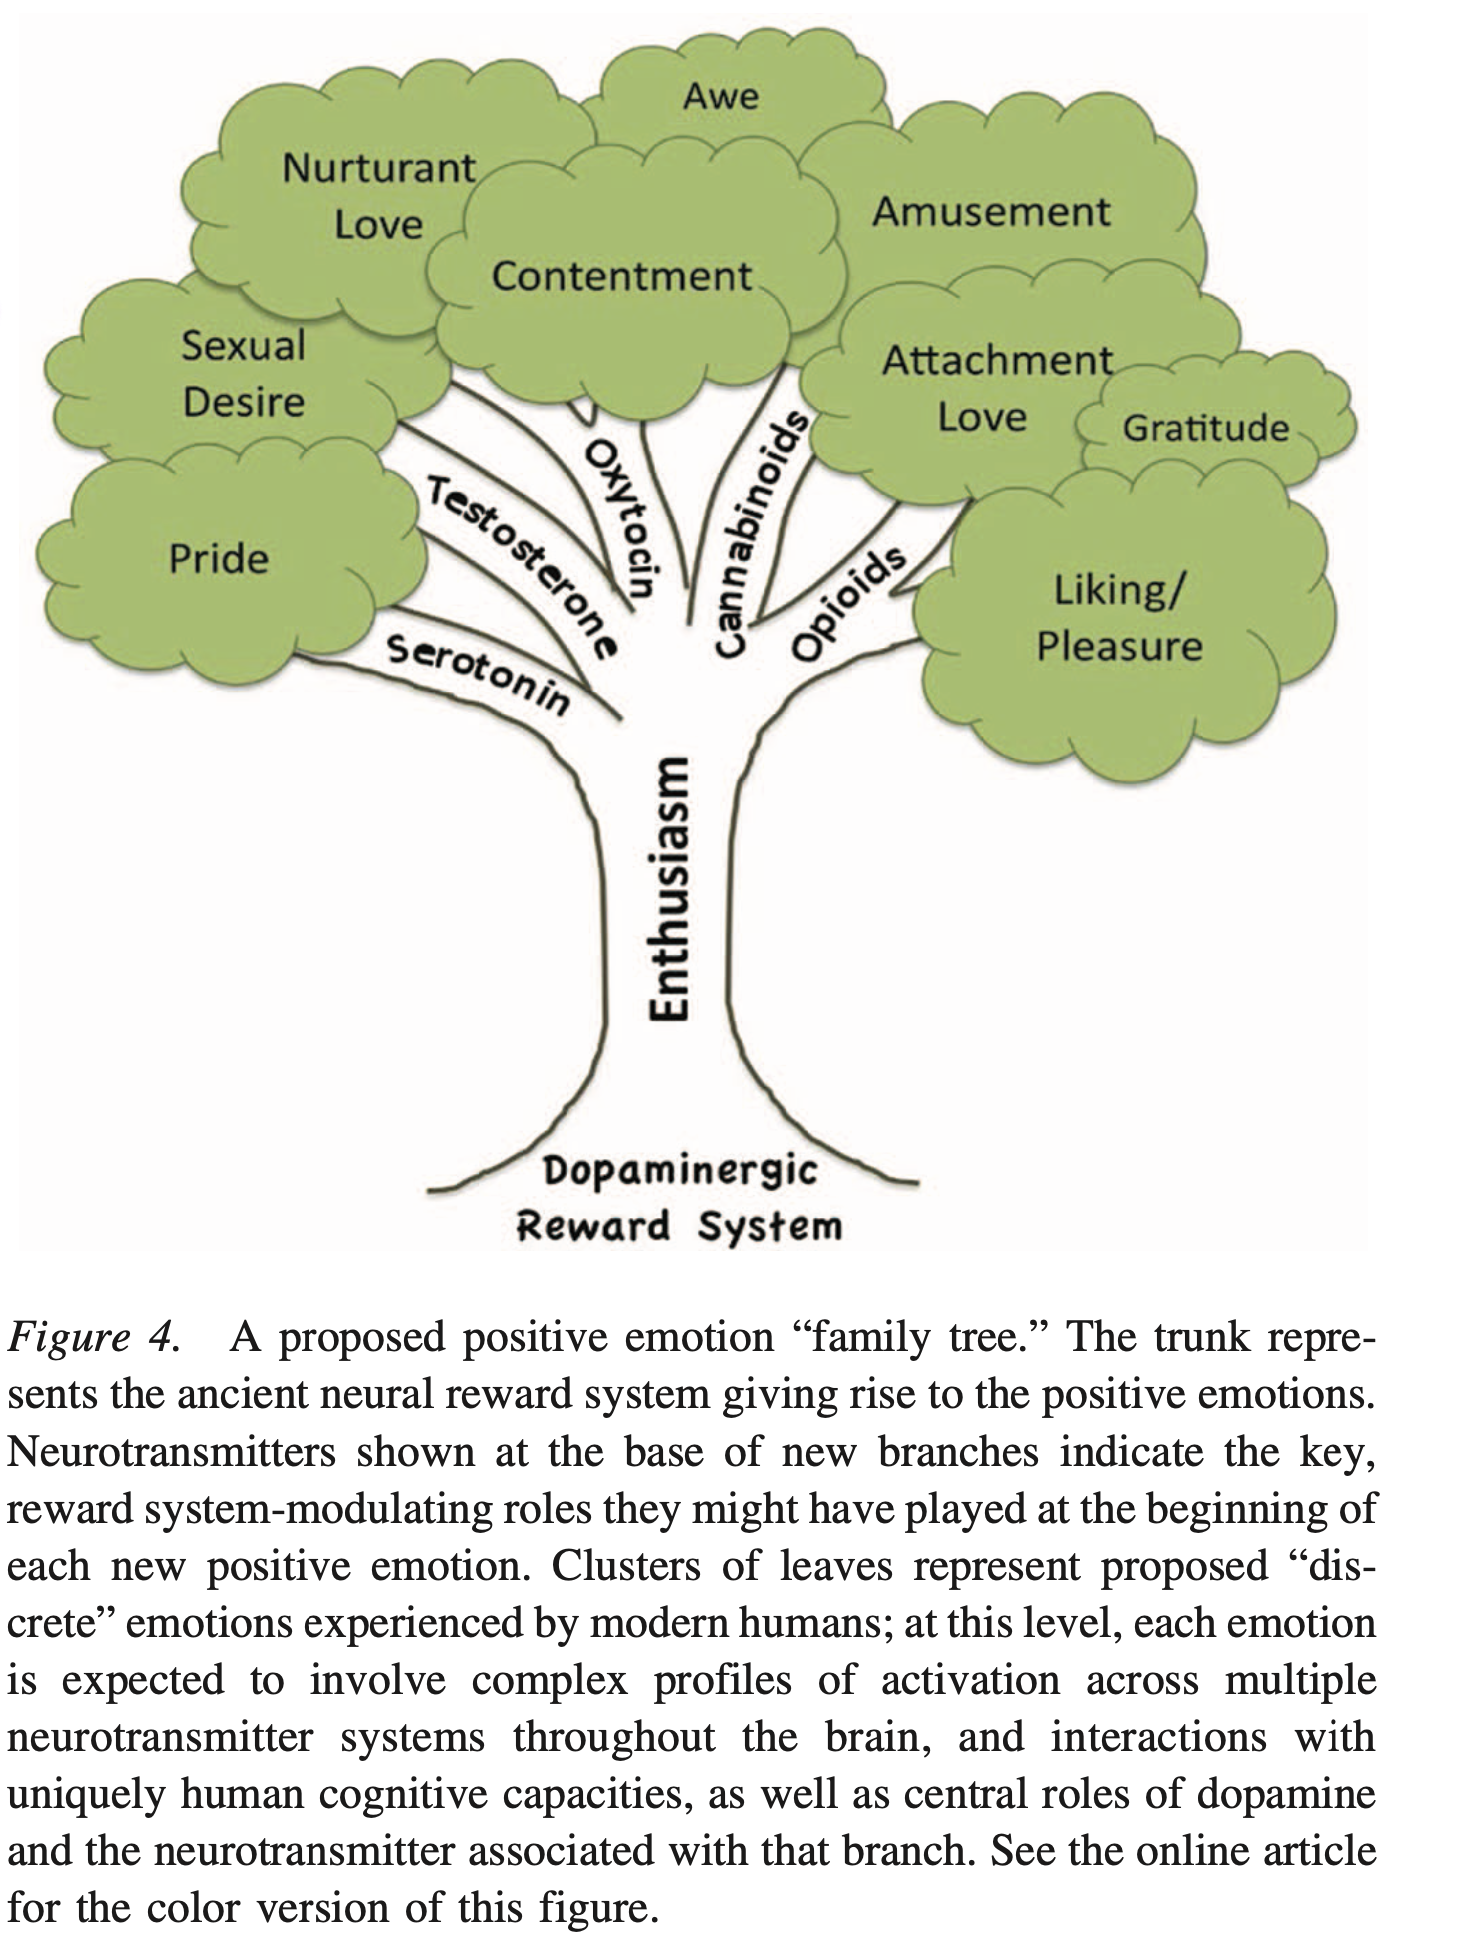 Awe
Nurturant
Love
Amusement
Contentment
Sexual
Desire
Attachment
Love
Gratitude
Pride
Liking/
Pleasure
Oxytocin
Cannabinoids
Testosterone
Opioids
Serotonin
Enthusiasm
Dopaminergic
Reward System
Figure 4. A proposed positive emotion “family tree.” The trunk repre-
sents the ancient neural reward system giving rise to the positive emotions.
Neurotransmitters shown at the base of new branches indicate the key,
reward system-modulating roles they might have played at the beginning of
each new positive emotion. Clusters of leaves represent proposed “dis-
crete” emotions experienced by modern humans; at this level, each emotion
is expected to involve complex profiles of activation across multiple
neurotransmitter systems throughout the brain, and interactions with
uniquely human cognitive capacities, as well as central roles of dopamine
and the neurotransmitter associated with that branch. See the online article
for the color version of this figure.